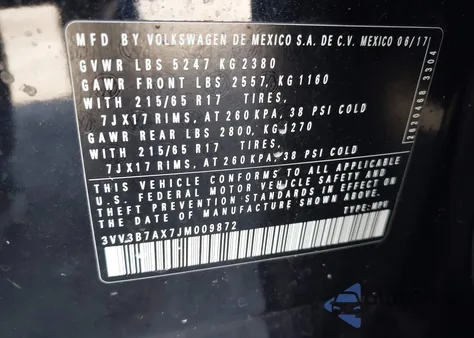 MFD BY VOLKSWAGEN DE MEXICO S.A. DE C.V. MEXICO 06/17
GVWR LBS 5247 KG 2380
GAWR FRONT LBS 2557, KG 1160
WITH 215/65 R17 TIRES,
7JX17 RIMS, AT 260 KPA, 38 PSI COLD
GAWR REAR LBS 2800, KG 1270
WITH 215/65 R17 TIRES,
7JX17 RIMS, AT 260 KPA, 38 PSI COLD
THIS VEHICLE CONFORMS TO ALL APPLICABLE
U.S. FEDERAL MOTOR VEHICLE SAFETY AND
THEFT PREVENTION STANDARDS IN EFFECT ON
THE DATE OF MANUFACTURE SHOWN ABOVE.
3VV3B7AX7JM009872 TYPE: MPV
2620468 3304